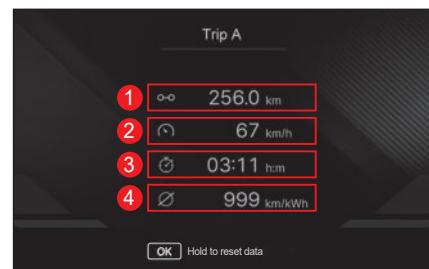 Trip A
1 256.0 km
2 67 km/h
3 03:11 h:m
4 999 km/kWh
OK Hold to reset data